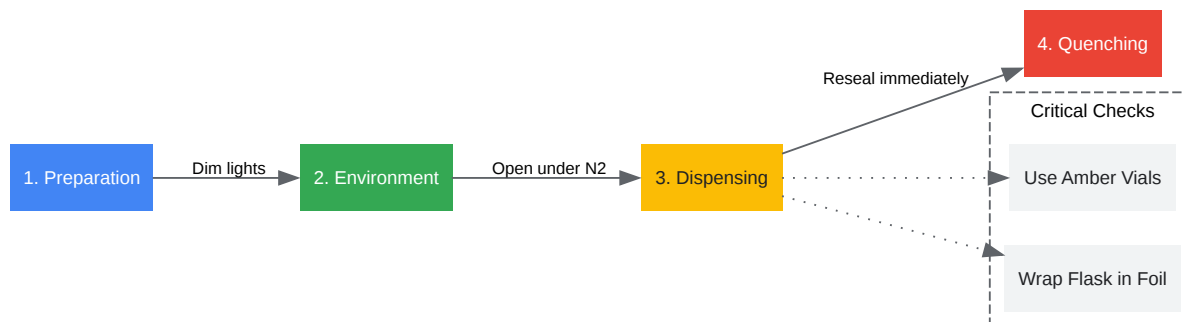 4. Quenching
Reseal immediately
Critical Checks
1. Preparation
Dim lights
2. Environment
Open under N2
3. Dispensing
Use Amber Vials
Wrap Flask in Foil